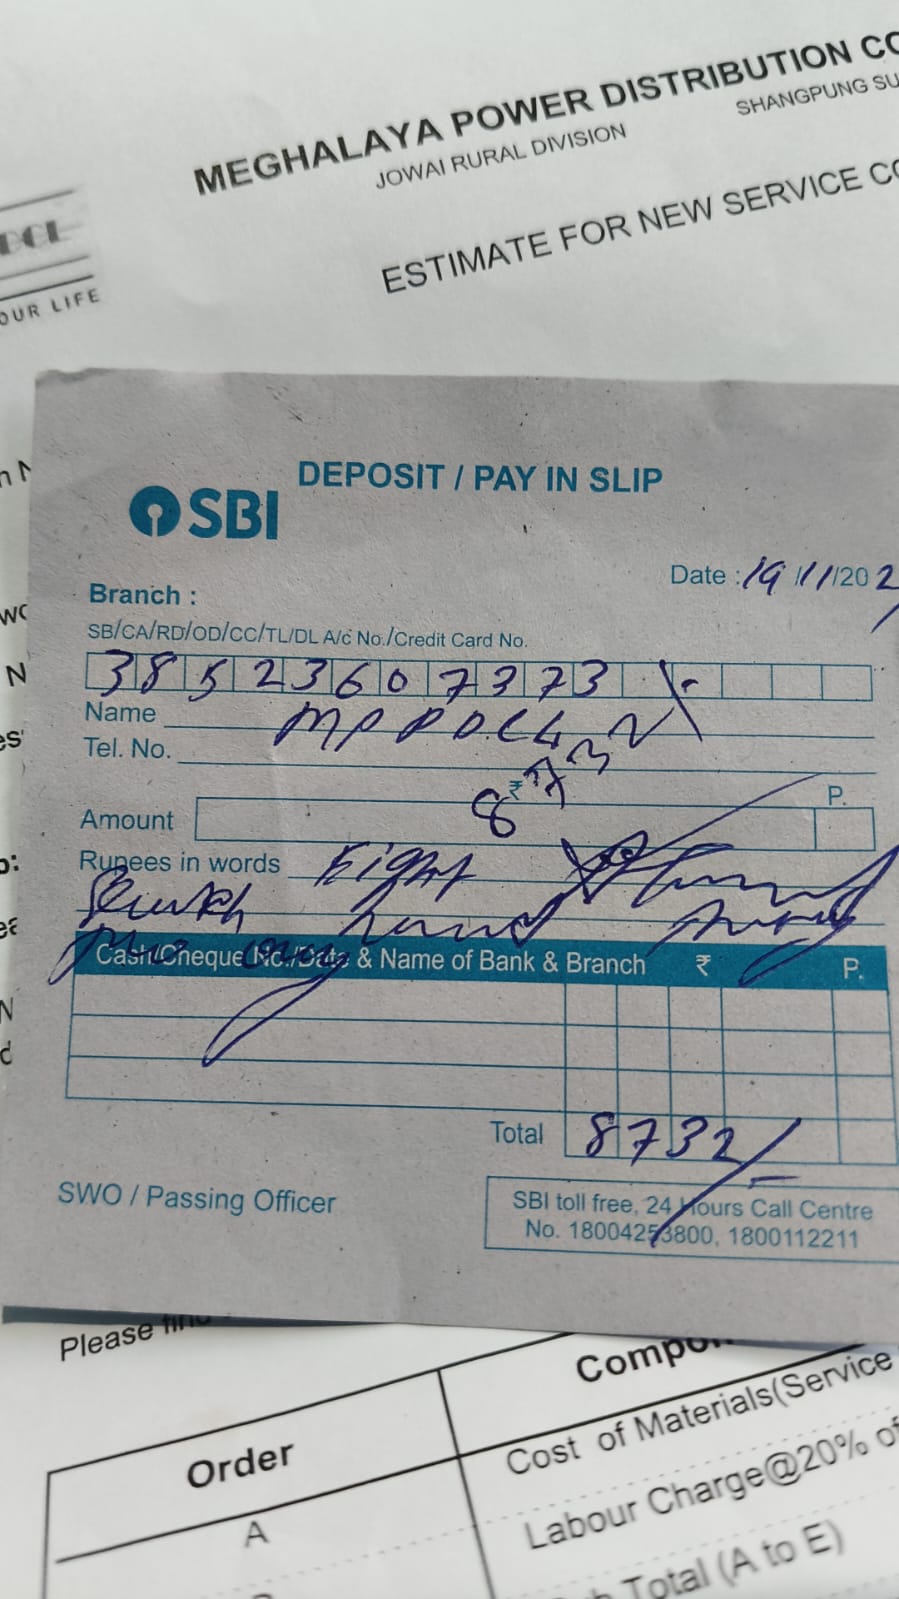 MEGHALAYA POWER DISTRIBUTION CO
JOWAI RURAL DIVISION SHANGPUNG SU
ESTIMATE FOR NEW SERVICE CO
OUR LIFE
DEPOSIT / PAY IN SLIP
SBI
Date : 19/11/202
Branch :
SB/CA/RD/OD/CC/TL/DL A/c No./Credit Card No.
38523607373
Name
Tel. No.
₹ 8732
P.
Amount
Rupees in words Eight
Cash/Cheque No./Date & Name of Bank & Branch ₹ P.
Total 8732/-
SWO / Passing Officer
SBI toll free, 24 Hours Call Centre
No. 18004253800, 1800112211
Please find
Order Compon
A Cost of Materials(Service
Labour Charge@20% of
Total (A to E)